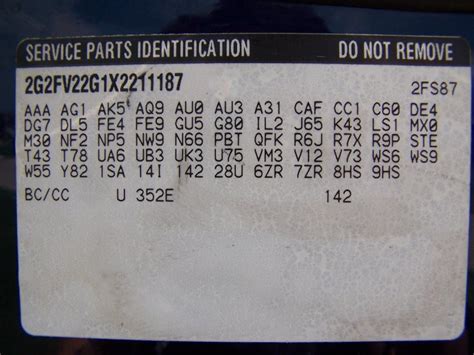 SERVICE PARTS IDENTIFICATION DO NOT REMOVE
2G2FV22G1X2211187 2FS87
AAA AG1 AK5 AQ9 AU0 AU3 A31 CAF CC1 C60 DE4
DG7 DL5 FE4 FE9 GU5 G80 IL2 J65 K43 LS1 MX0
M30 NF2 NP5 NW9 N66 PBT QFK R6J R7X R9P STE
T43 T78 UA6 UB3 UK3 U75 VM3 V12 V73 WS6 WS9
W55 Y82 1SA 14I 142 28U 6ZR 7ZR 8HS 9HS
BC/CC U 352E 142